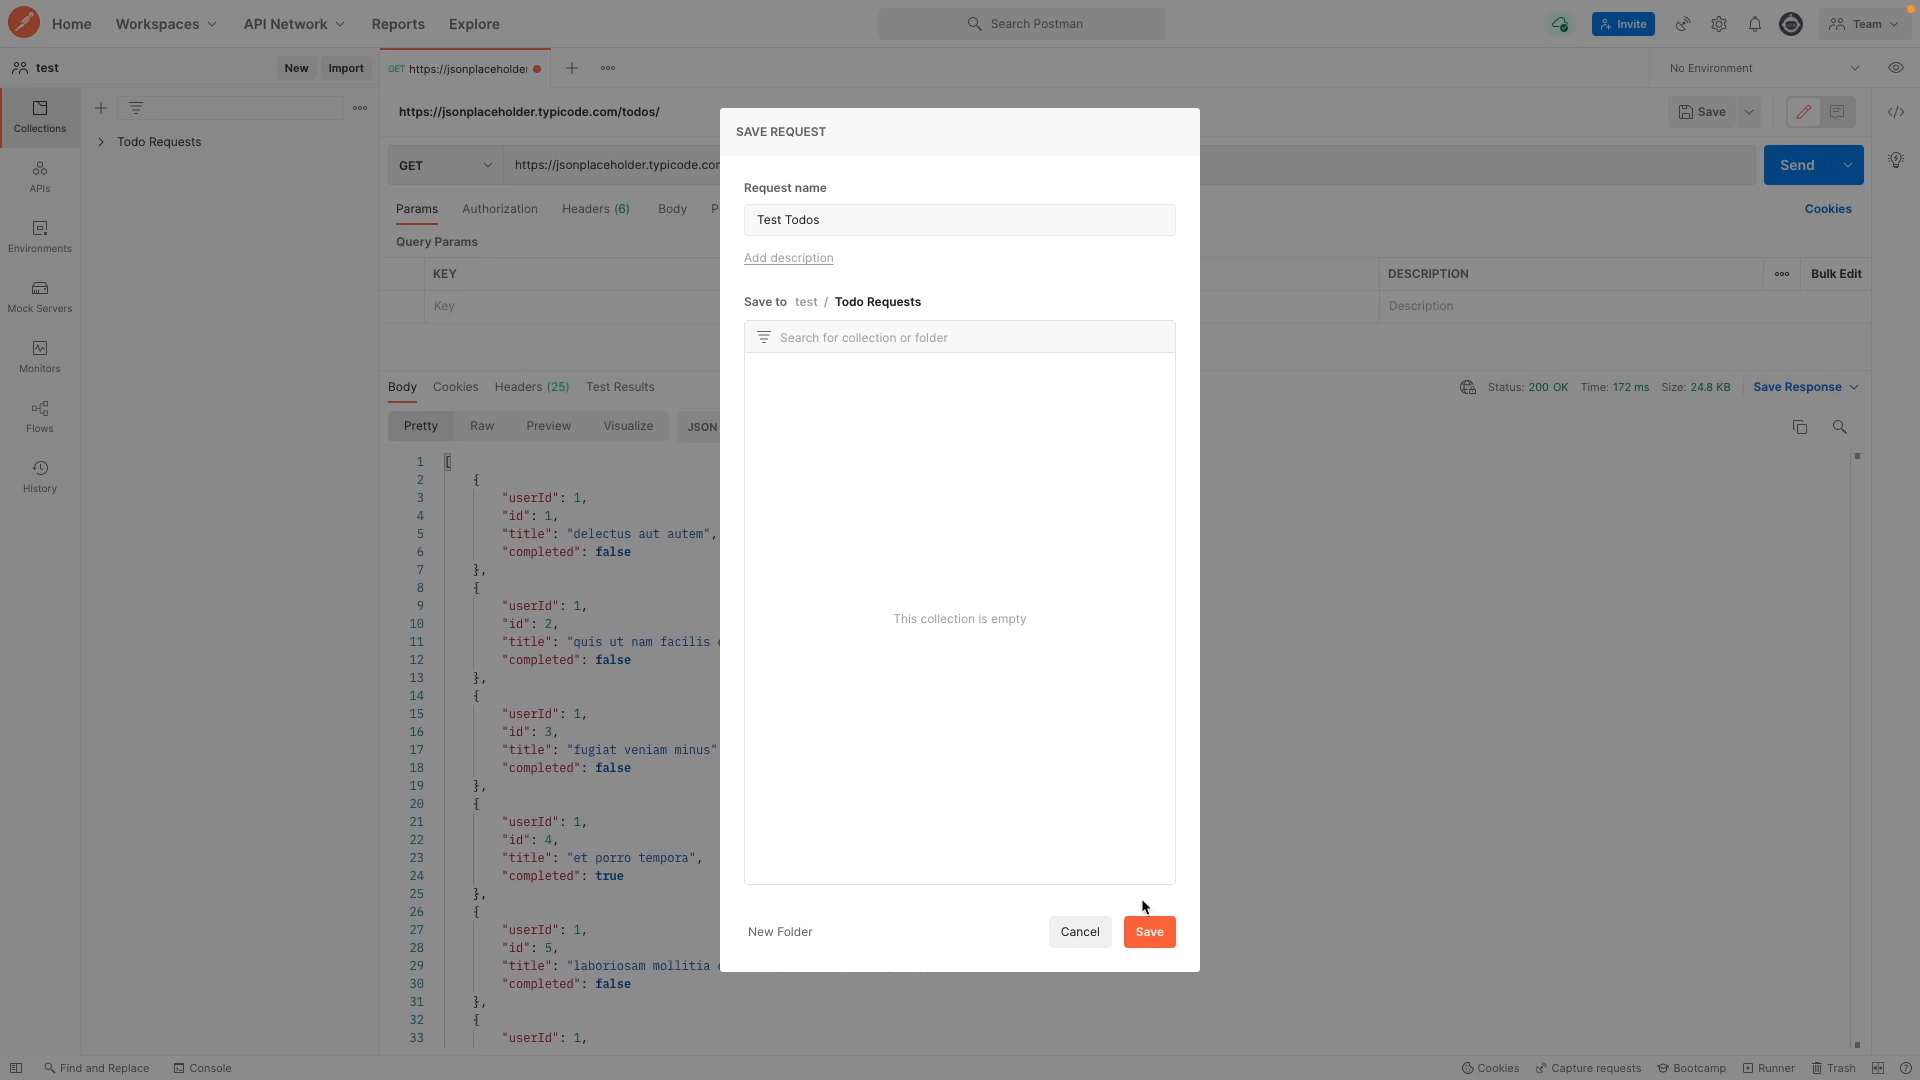 Home Workspaces API Network Reports Explore Search Postman Invite Team
test New Import GET https://jsonplaceholder No Environment
https://jsonplaceholder.typicode.com/todos/ Save
Collections
Todo Requests
APIs
Environments
Mock Servers
Monitors
Flows
History
GET https://jsonplaceholder.typicode.com Send
Params Authorization Headers (6) Body P Cookies
Query Params
KEY DESCRIPTION Bulk Edit
Key Description
Body Cookies Headers (25) Test Results Status: 200 OK Time: 172 ms Size: 24.8 KB Save Response
Pretty Raw Preview Visualize JSON
1 [
2 {
3 "userId": 1,
4 "id": 1,
5 "title": "delectus aut autem",
6 "completed": false
7 },
8 {
9 "userId": 1,
10 "id": 2,
11 "title": "quis ut nam facilis
12 "completed": false
13 },
14 {
15 "userId": 1,
16 "id": 3,
17 "title": "fugiat veniam minus"
18 "completed": false
19 },
20 {
21 "userId": 1,
22 "id": 4,
23 "title": "et porro tempora",
24 "completed": true
25 },
26 {
27 "userId": 1,
28 "id": 5,
29 "title": "laboriosam mollitia
30 "completed": false
31 },
32 {
33 "userId": 1,
SAVE REQUEST
Request name
Test Todos
Add description
Save to test / Todo Requests
Search for collection or folder
This collection is empty
New Folder Cancel Save
Find and Replace Console Cookies Capture requests Bootcamp Runner Trash